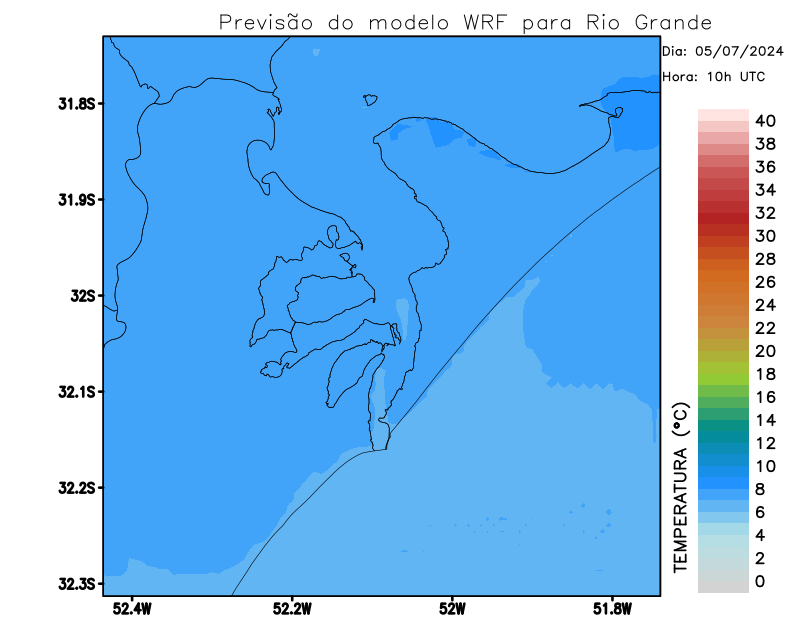 Previsão do modelo WRF para Rio Grande
Dia: 05/07/2024
Hora: 10h UTC
31.8S
31.9S
32S
32.1S
32.2S
32.3S
52.4W
52.2W
52W
51.8W
TEMPERATURA (ºC)
40
38
36
34
32
30
28
26
24
22
20
18
16
14
12
10
8
6
4
2
0